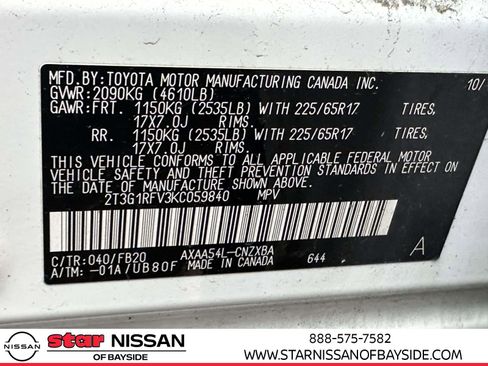 MFD.BY: TOYOTA MOTOR MANUFACTURING CANADA INC. 10/
GVWR: 2090KG (4610LB)
GAWR: FRT. 1150KG (2535LB) WITH 225/65R17 TIRES,
17X7.0J RIMS.
RR. 1150KG (2535LB) WITH 225/65R17 TIRES,
17X7.0J RIMS.
THIS VEHICLE CONFORMS TO ALL APPLICABLE FEDERAL MOTOR
VEHICLE SAFETY AND THEFT PREVENTION STANDARDS IN EFFECT
ON THE DATE OF MANUFACTURE SHOWN ABOVE.
2T3G1RFV3KC059840 MPV
C/TR: 040/FB20 AXAA54L-CNZXBA A
A/TM: -01A/UB80F MADE IN CANADA 644
NISSAN star NISSAN
OF BAYSIDE
888-575-7582
WWW.STARNISSANOFBAYSIDE.COM